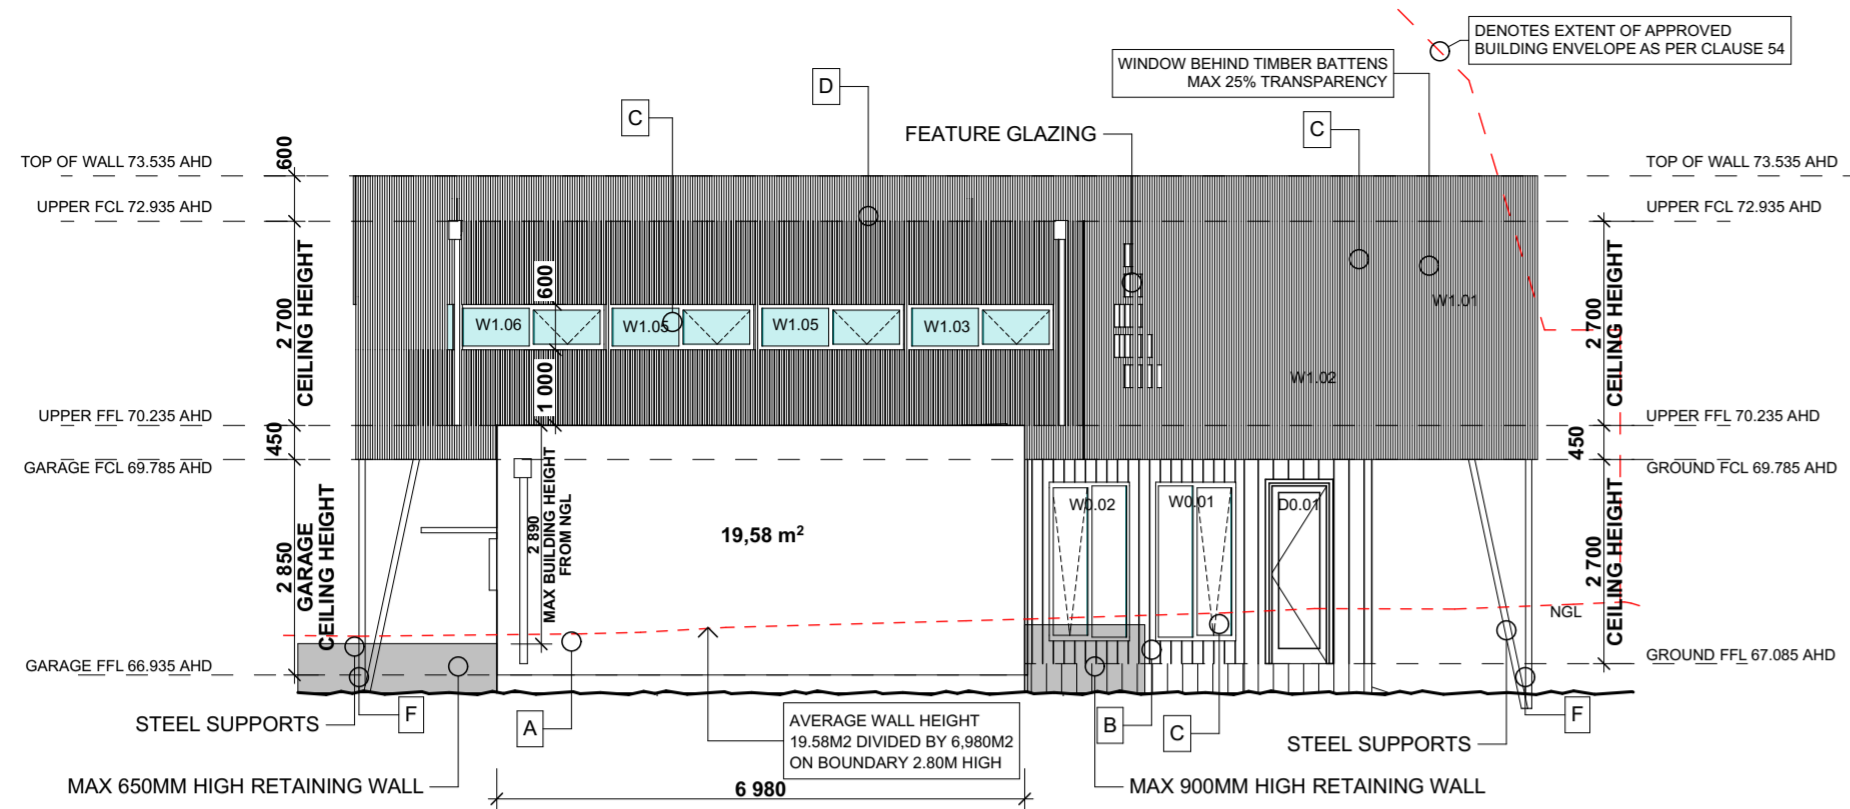 DENOTES EXTENT OF APPROVED
BUILDING ENVELOPE AS PER CLAUSE 54
WINDOW BEHIND TIMBER BATTENS
MAX 25% TRANSPARENCY
D
C
FEATURE GLAZING
C
TOP OF WALL 73.535 AHD
600
TOP OF WALL 73.535 AHD
UPPER FCL 72.935 AHD
UPPER FCL 72.935 AHD
2 700
CEILING HEIGHT
600
W1.06
W1.05
W1.05
W1.03
W1.01
2 700
CEILING HEIGHT
1 000
W1.02
UPPER FFL 70.235 AHD
UPPER FFL 70.235 AHD
450
450
GARAGE FCL 69.785 AHD
GROUND FCL 69.785 AHD
2 850
GARAGE
CEILING HEIGHT
2 890
MAX BUILDING HEIGHT
FROM NGL
19,58 m²
W0.02
W0.01
D0.01
2 700
CEILING HEIGHT
NGL
GARAGE FFL 66.935 AHD
GROUND FFL 67.085 AHD
STEEL SUPPORTS
F
A
AVERAGE WALL HEIGHT
19.58M2 DIVIDED BY 6,980M2
ON BOUNDARY 2.80M HIGH
B
C
F
STEEL SUPPORTS
MAX 650MM HIGH RETAINING WALL
6 980
MAX 900MM HIGH RETAINING WALL